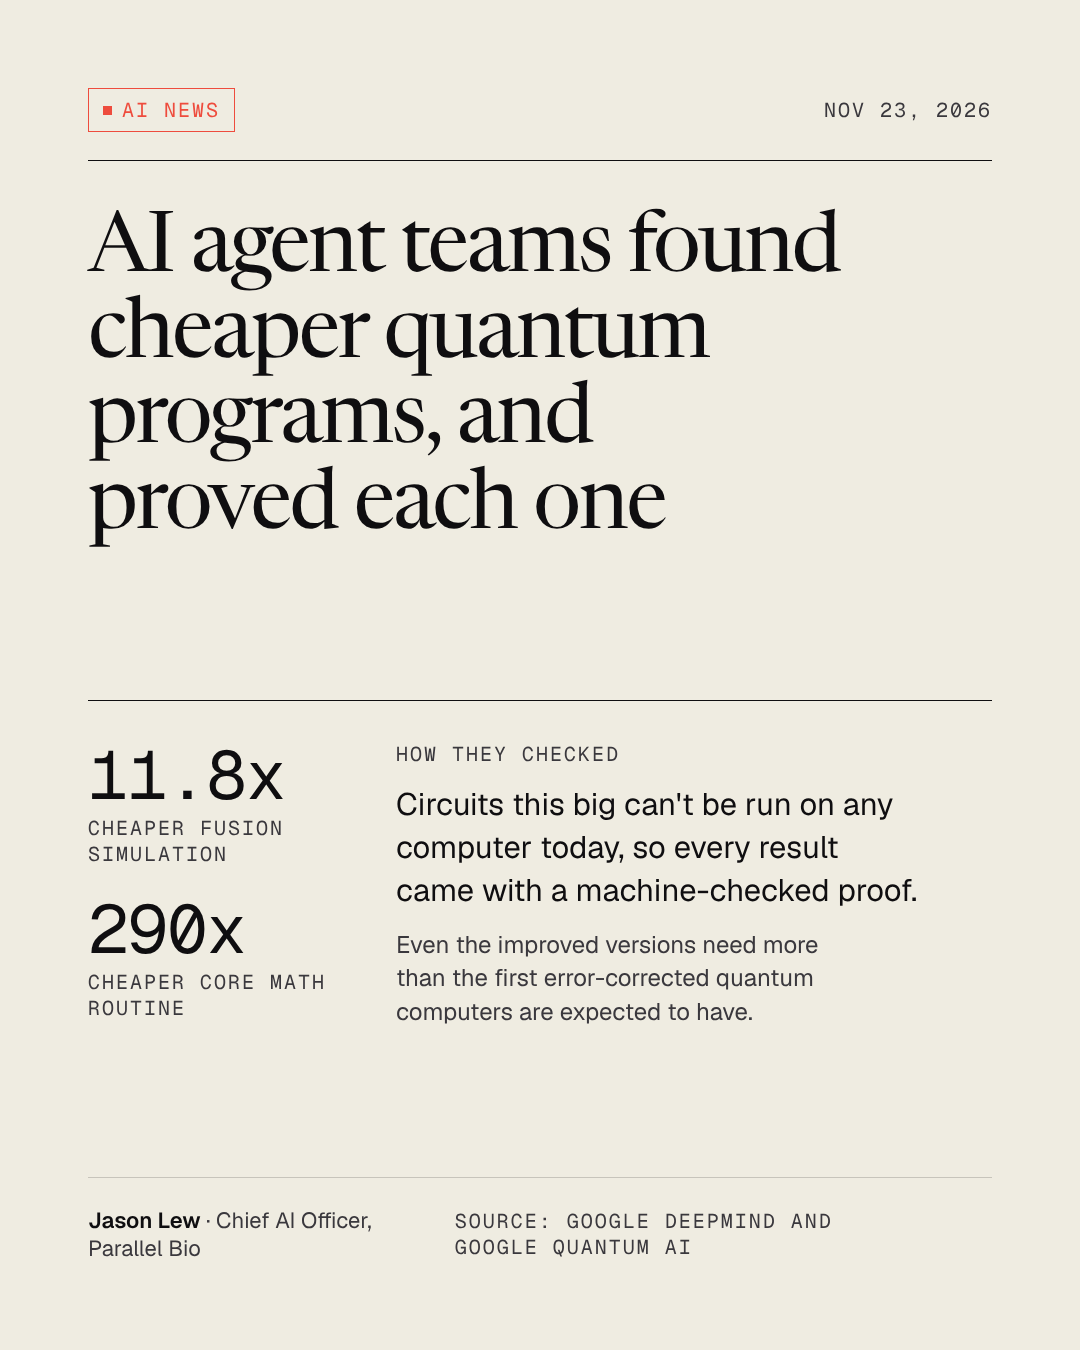 AI NEWS
NOV 23, 2026
AI agent teams found
cheaper quantum
programs, and
proved each one
11.8x
CHEAPER FUSION
SIMULATION
290x
CHEAPER CORE MATH
ROUTINE
HOW THEY CHECKED
Circuits this big can't be run on any
computer today, so every result
came with a machine-checked proof.
Even the improved versions need more
than the first error-corrected quantum
computers are expected to have.
Jason Lew · Chief AI Officer,
Parallel Bio
SOURCE: GOOGLE DEEPMIND AND
GOOGLE QUANTUM AI